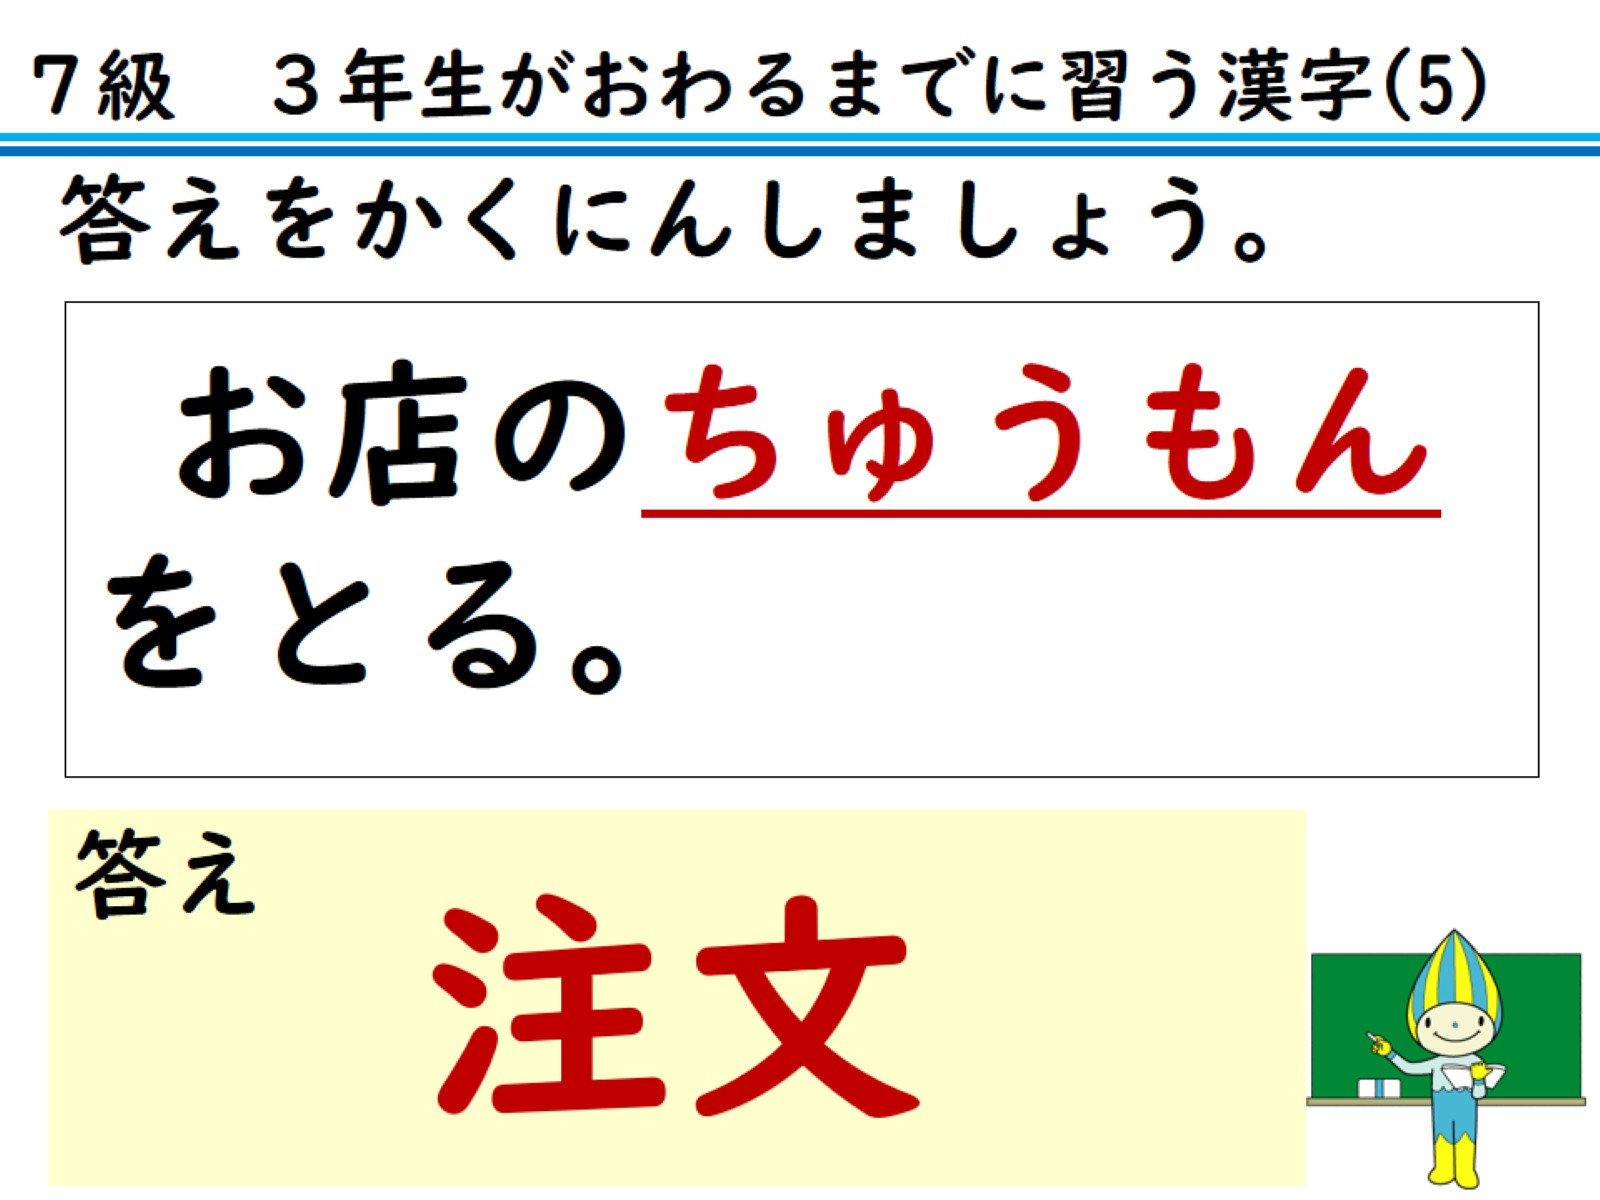 ７級　３年生がおわるまでに習う漢字(5)
答えをかくにんしましょう。
お店のちゅうもん
をとる。
答え
注文